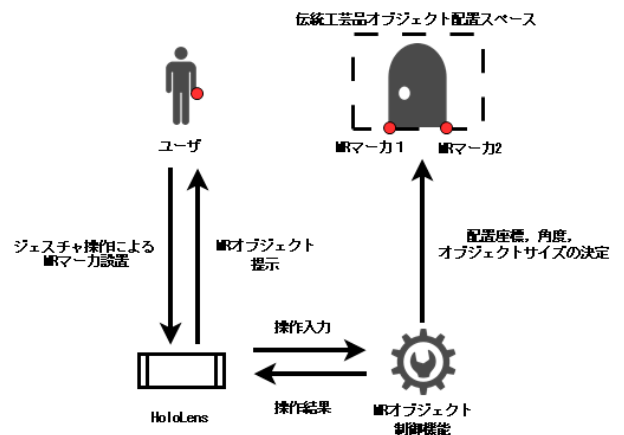 伝統工芸品オブジェクト配置スペース
ユーザ
MRマーカ1
MRマーカ2
ジェスチャ操作による
MRマーカ設置
MRオブジェクト
提示
配置座標，角度，
オブジェクトサイズの決定
操作入力
操作結果
HoloLens
MRオブジェクト
制御機能